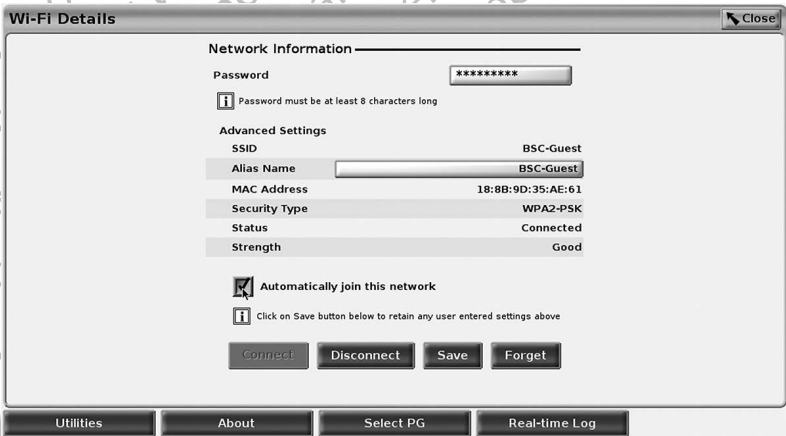 Wi-Fi Details
Close
Network Information
Password *********
i Password must be at least 8 characters long
Advanced Settings
SSID BSC-Guest
Alias Name BSC-Guest
MAC Address 18:8B:9D:35:AE:61
Security Type WPA2-PSK
Status Connected
Strength Good
Automatically join this network
i Click on Save button below to retain any user entered settings above
Connect Disconnect Save Forget
Utilities About Select PG Real-time Log